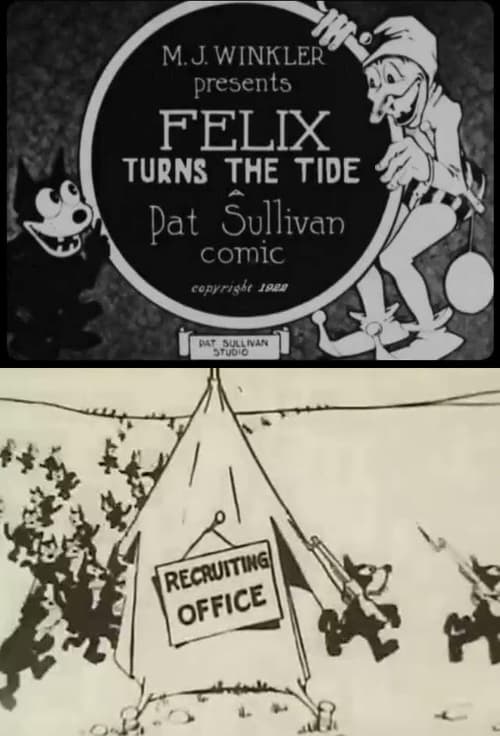 M. J. WINKLER
presents
FELIX
TURNS THE TIDE
A
Pat Sullivan
comic
copyright 1922
PAT SULLIVAN
STUDIO
RECRUITING
OFFICE